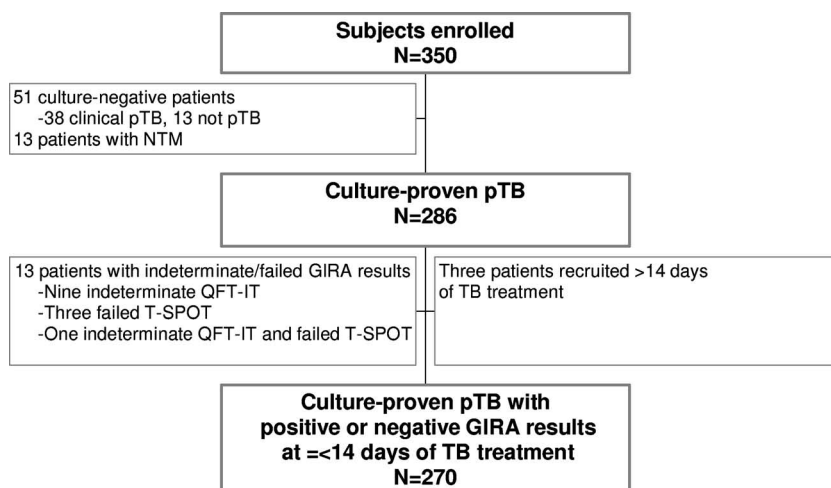 Subjects enrolled
N=350
51 culture-negative patients
-38 clinical pTB, 13 not pTB
13 patients with NTM
Culture-proven pTB
N=286
13 patients with indeterminate/failed GIRA results
-Nine indeterminate QFT-IT
-Three failed T-SPOT
-One indeterminate QFT-IT and failed T-SPOT
Three patients recruited >14 days
of TB treatment
Culture-proven pTB with
positive or negative GIRA results
at =<14 days of TB treatment
N=270